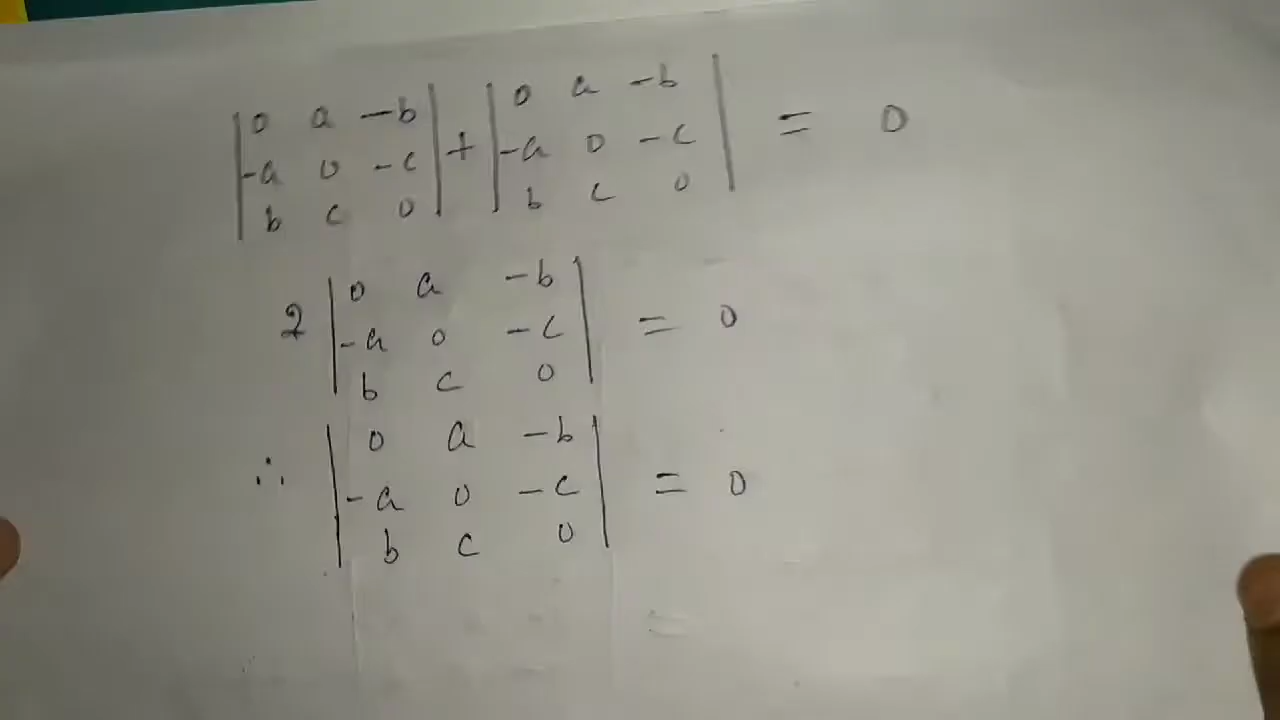 | 0 a -b | + | 0 a -b | = 0
| -a 0 -c | | -a 0 -c |
| b c 0 | | b c 0 |
2 | 0 a -b | = 0
| -a 0 -c |
| b c 0 |
∴ | 0 a -b | = 0
| -a 0 -c |
| b c 0 |